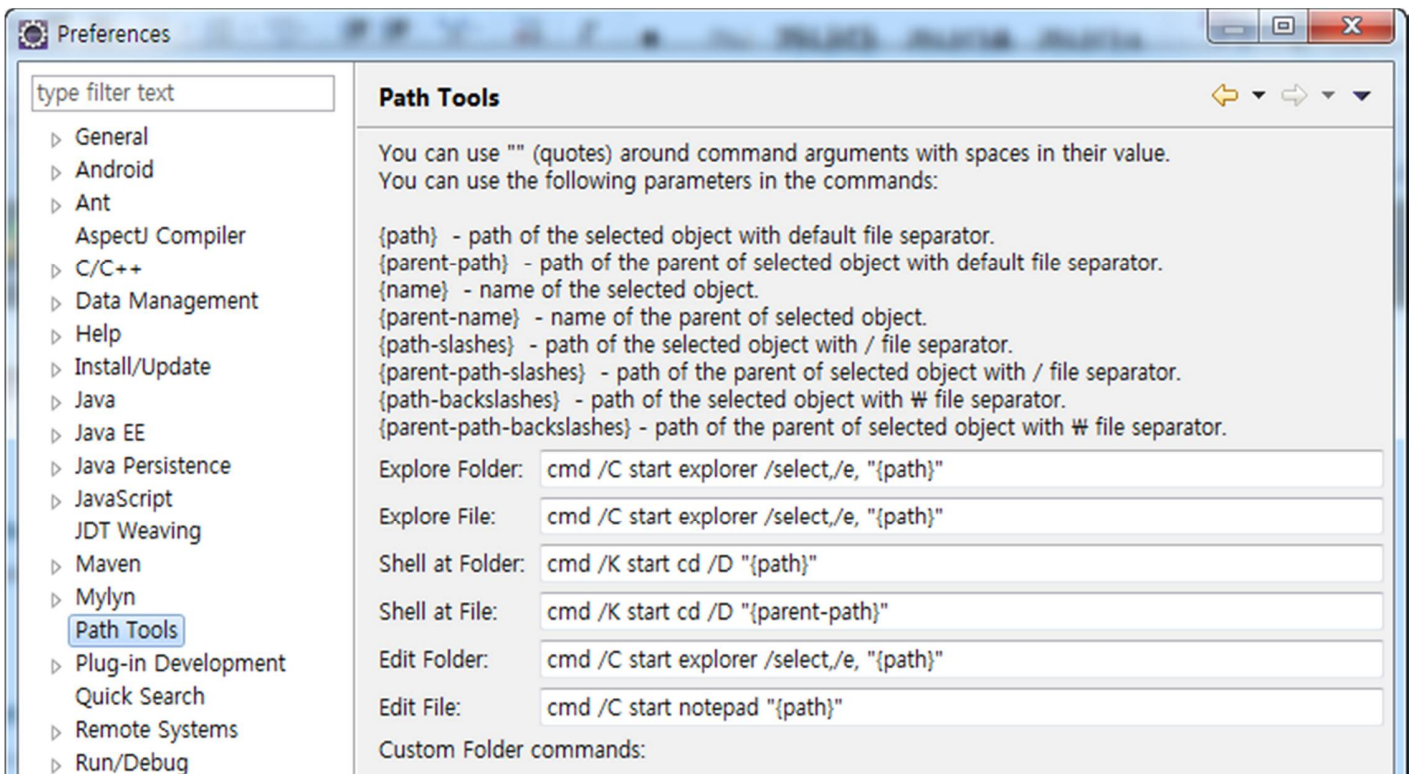 Preferences
type filter text
General
Android
Ant
AspectJ Compiler
C/C++
Data Management
Help
Install/Update
Java
Java EE
Java Persistence
JavaScript
JDT Weaving
Maven
Mylyn
Path Tools
Plug-in Development
Quick Search
Remote Systems
Run/Debug
Path Tools
You can use "" (quotes) around command arguments with spaces in their value.
You can use the following parameters in the commands:
{path} - path of the selected object with default file separator.
{parent-path} - path of the parent of selected object with default file separator.
{name} - name of the selected object.
{parent-name} - name of the parent of selected object.
{path-slashes} - path of the selected object with / file separator.
{parent-path-slashes} - path of the parent of selected object with / file separator.
{path-backslashes} - path of the selected object with ₩ file separator.
{parent-path-backslashes} - path of the parent of selected object with ₩ file separator.
Explore Folder: cmd /C start explorer /select,/e, "{path}"
Explore File: cmd /C start explorer /select,/e, "{path}"
Shell at Folder: cmd /K start cd /D "{path}"
Shell at File: cmd /K start cd /D "{parent-path}"
Edit Folder: cmd /C start explorer /select,/e, "{path}"
Edit File: cmd /C start notepad "{path}"
Custom Folder commands: